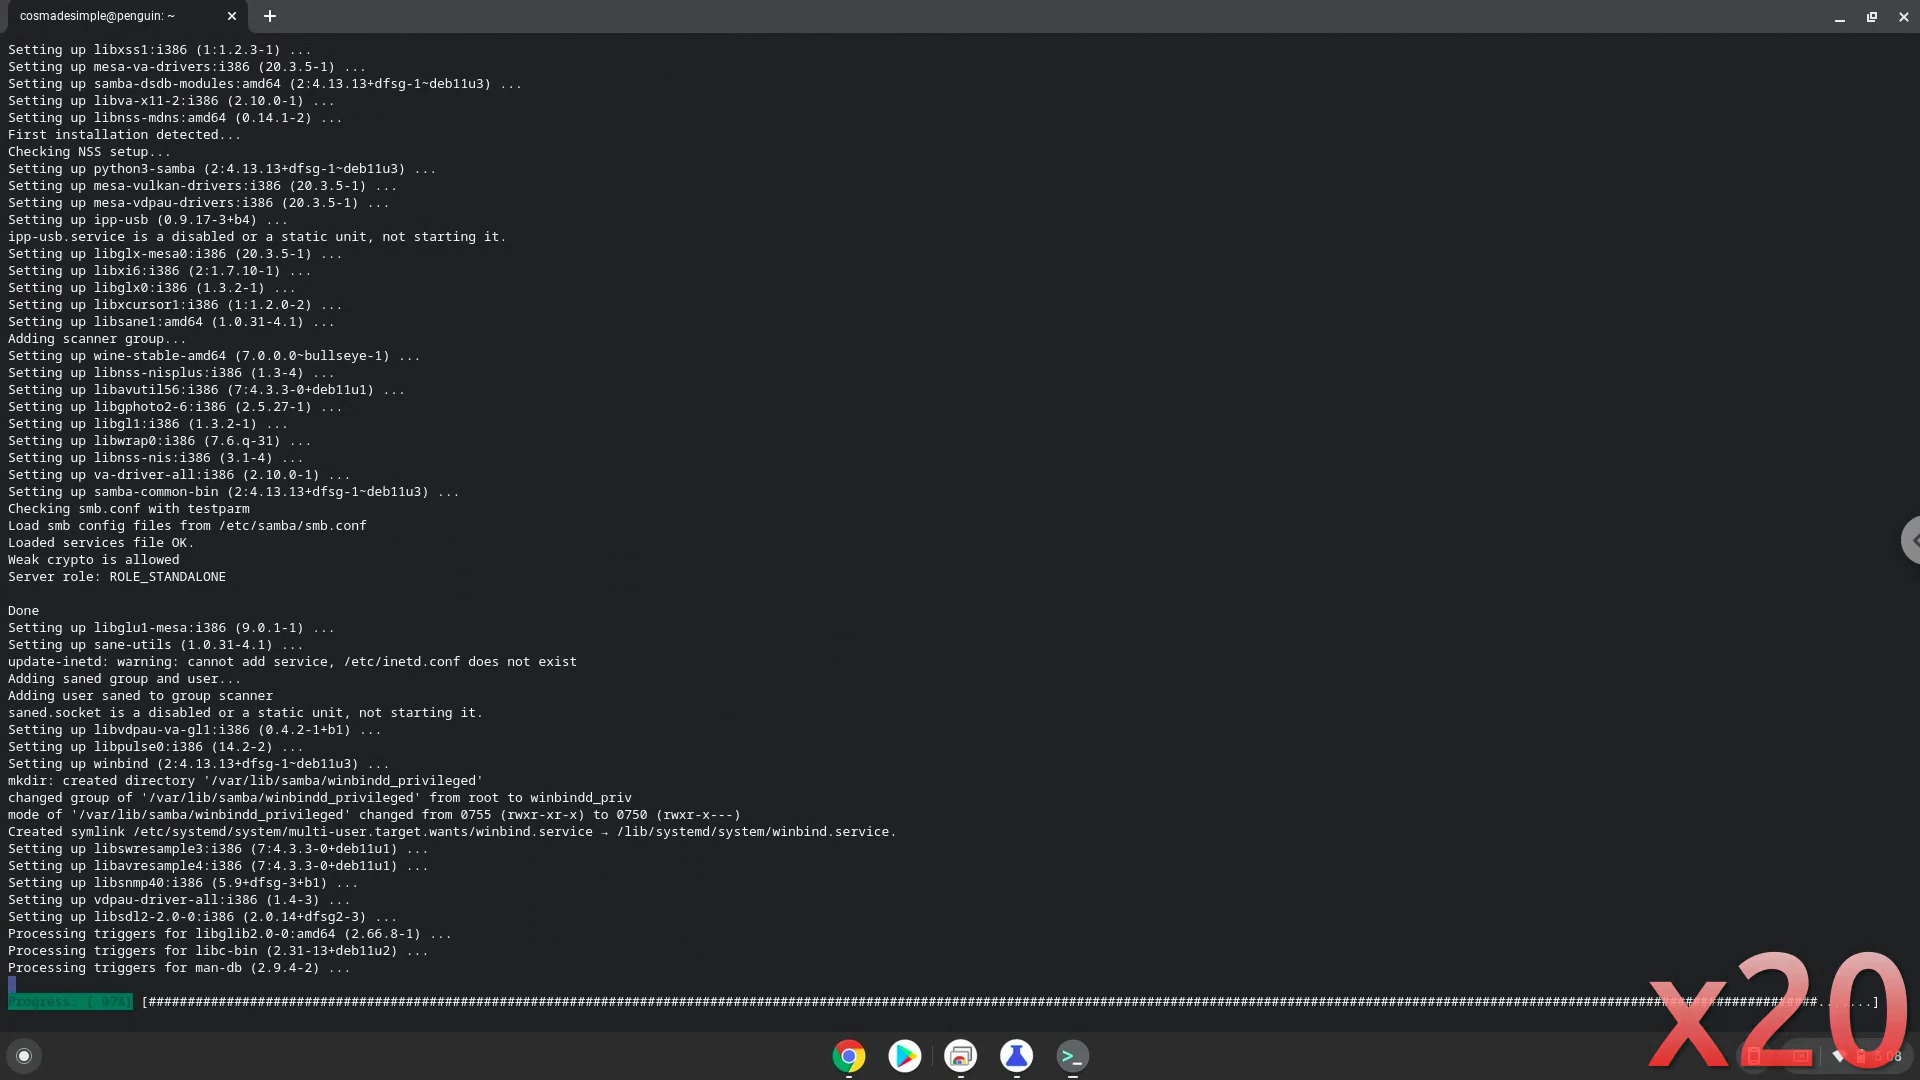 cosmadesimple@penguin: ~
Setting up libxss1:i386 (1:1.2.3-1) ...
Setting up mesa-va-drivers:i386 (20.3.5-1) ...
Setting up samba-dsdb-modules:amd64 (2:4.13.13+dfsg-1~deb11u3) ...
Setting up libva-x11-2:i386 (2.10.0-1) ...
Setting up libnss-mdns:amd64 (0.14.1-2) ...
First installation detected...
Checking NSS setup...
Setting up python3-samba (2:4.13.13+dfsg-1~deb11u3) ...
Setting up mesa-vulkan-drivers:i386 (20.3.5-1) ...
Setting up mesa-vdpau-drivers:i386 (20.3.5-1) ...
Setting up ipp-usb (0.9.17-3+b4) ...
ipp-usb.service is a disabled or a static unit, not starting it.
Setting up libglx-mesa0:i386 (20.3.5-1) ...
Setting up libxi6:i386 (2:1.7.10-1) ...
Setting up libglx0:i386 (1.3.2-1) ...
Setting up libxcursor1:i386 (1:1.2.0-2) ...
Setting up libsane1:amd64 (1.0.31-4.1) ...
Adding scanner group...
Setting up wine-stable-amd64 (7.0.0.0~bullseye-1) ...
Setting up libnss-nisplus:i386 (1.3-4) ...
Setting up libavutil56:i386 (7:4.3.3-0+deb11u1) ...
Setting up libgphoto2-6:i386 (2.5.27-1) ...
Setting up libgl1:i386 (1.3.2-1) ...
Setting up libwrap0:i386 (7.6.q-31) ...
Setting up libnss-nis:i386 (3.1-4) ...
Setting up va-driver-all:i386 (2.10.0-1) ...
Setting up samba-common-bin (2:4.13.13+dfsg-1~deb11u3) ...
Checking smb.conf with testparm
Load smb config files from /etc/samba/smb.conf
Loaded services file OK.
Weak crypto is allowed
Server role: ROLE_STANDALONE
Done
Setting up libglu1-mesa:i386 (9.0.1-1) ...
Setting up sane-utils (1.0.31-4.1) ...
update-inetd: warning: cannot add service, /etc/inetd.conf does not exist
Adding saned group and user...
Adding user saned to group scanner
saned.socket is a disabled or a static unit, not starting it.
Setting up libvdpau-va-gl1:i386 (0.4.2-1+b1) ...
Setting up libpulse0:i386 (14.2-2) ...
Setting up winbind (2:4.13.13+dfsg-1~deb11u3) ...
mkdir: created directory '/var/lib/samba/winbindd_privileged'
changed group of '/var/lib/samba/winbindd_privileged' from root to winbindd_priv
mode of '/var/lib/samba/winbindd_privileged' changed from 0755 (rwxr-xr-x) to 0750 (rwxr-x---)
Created symlink /etc/systemd/system/multi-user.target.wants/winbind.service → /lib/systemd/system/winbind.service.
Setting up libswresample3:i386 (7:4.3.3-0+deb11u1) ...
Setting up libavresample4:i386 (7:4.3.3-0+deb11u1) ...
Setting up libsnmp40:i386 (5.9+dfsg-3+b1) ...
Setting up vdpau-driver-all:i386 (1.4-3) ...
Setting up libsdl2-2.0-0:i386 (2.0.14+dfsg2-3) ...
Processing triggers for libglib2.0-0:amd64 (2.66.8-1) ...
Processing triggers for libc-bin (2.31-13+deb11u2) ...
Processing triggers for man-db (2.9.4-2) ...
Progress: [ 97%]
x20